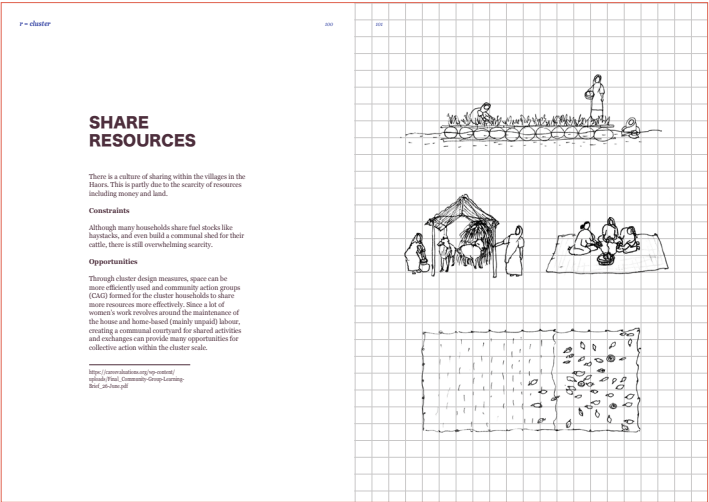 r = cluster
100
101
SHARE
RESOURCES
There is a culture of sharing within the villages in the
Haors. This is partly due to the scarcity of resources
including money and land.
Constraints
Although many households share fuel stocks like
haystacks, and even build a communal shed for their
cattle, there is still overwhelming scarcity.
Opportunities
Through cluster design measures, space can be
more efficiently used and community action groups
(CAG) formed for the cluster households to share
more resources more effectively. Since a lot of
women's work revolves around the maintenance of
the house and home-based (mainly unpaid) labour,
creating a communal courtyard for shared activities
and exchanges can provide many opportunities for
collective action within the cluster scale.
https://careevaluations.org/wp-content/
uploads/Final_Community-Group-Learning-
Brief_26-June.pdf